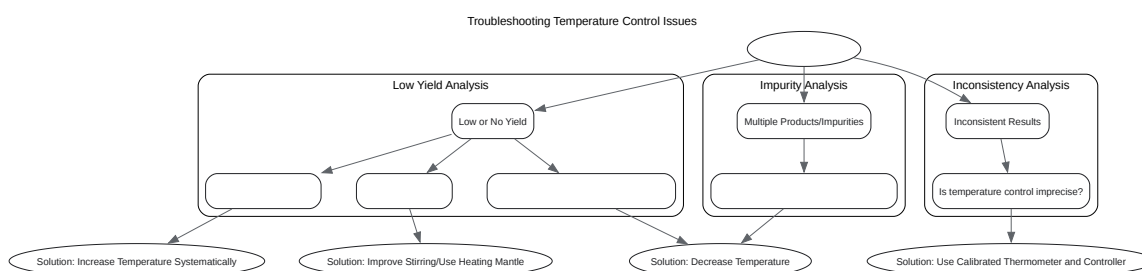 Troubleshooting Temperature Control Issues
Low Yield Analysis
Impurity Analysis
Inconsistency Analysis
Low or No Yield
Multiple Products/Impurities
Inconsistent Results
Is temperature control imprecise?
Solution: Increase Temperature Systematically
Solution: Improve Stirring/Use Heating Mantle
Solution: Decrease Temperature
Solution: Use Calibrated Thermometer and Controller